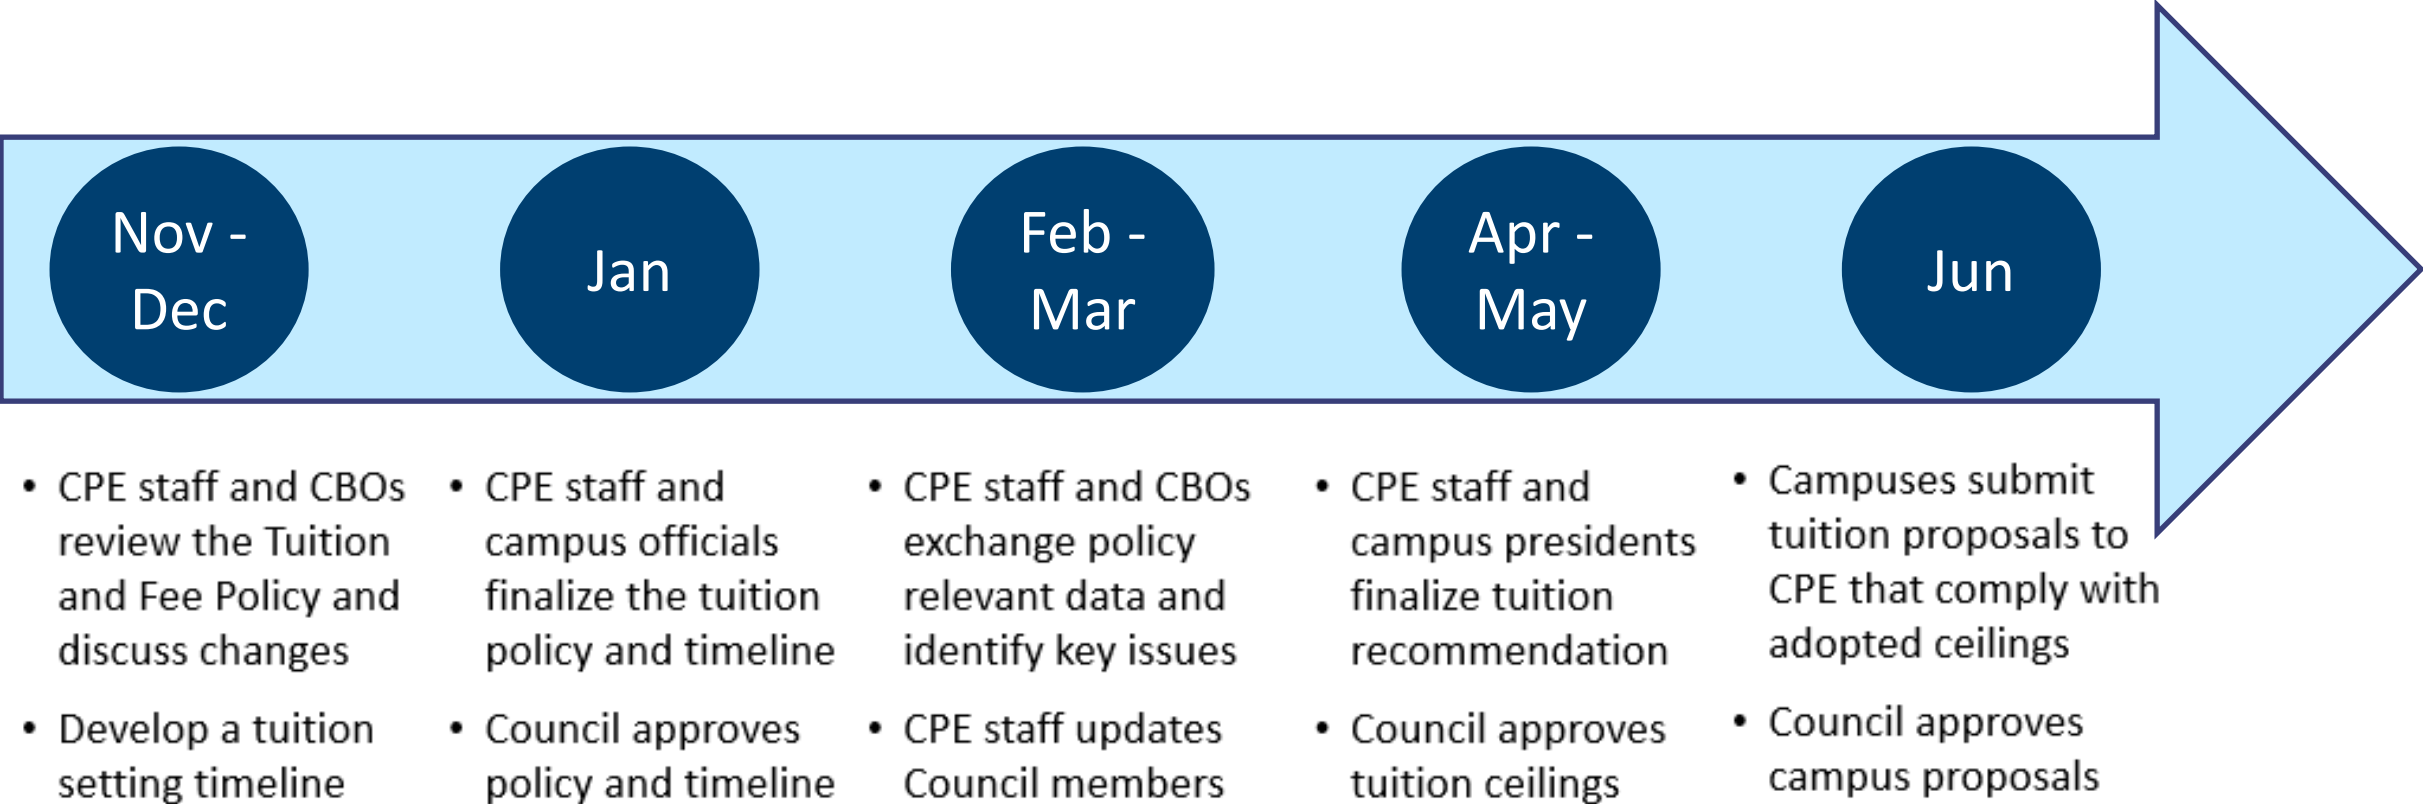 Nov -
Dec
Jan
Feb -
Mar
Apr -
May
Jun
• CPE staff and CBOs
review the Tuition
and Fee Policy and
discuss changes
• Develop a tuition
setting timeline
• CPE staff and
campus officials
finalize the tuition
policy and timeline
• Council approves
policy and timeline
• CPE staff and CBOs
exchange policy
relevant data and
identify key issues
• CPE staff updates
Council members
• CPE staff and
campus presidents
finalize tuition
recommendation
• Council approves
tuition ceilings
• Campuses submit
tuition proposals to
CPE that comply with
adopted ceilings
• Council approves
campus proposals